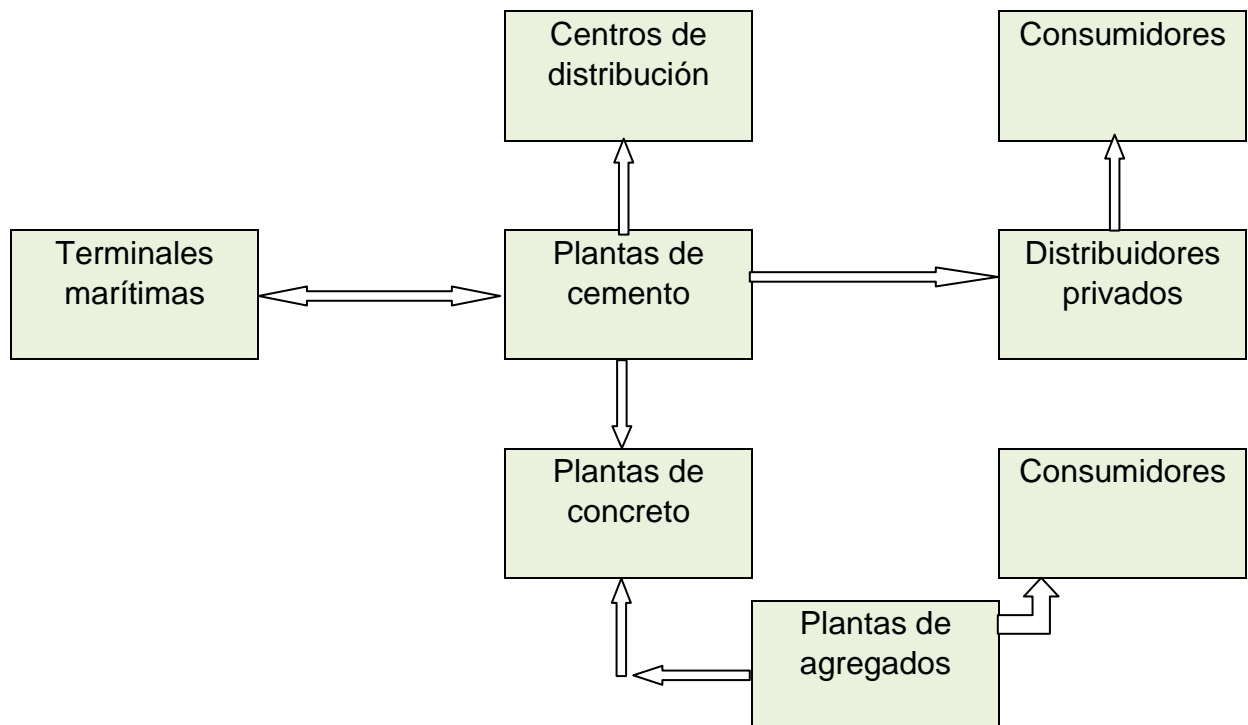 Centros de
distribución
Consumidores
Terminales
marítimas
Plantas de
cemento
Distribuidores
privados
Plantas de
concreto
Consumidores
Plantas de
agregados